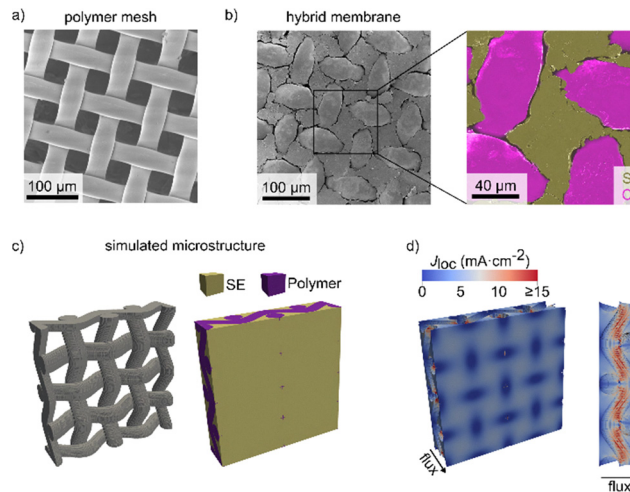 a) polymer mesh
100 µm
b) hybrid membrane
100 µm
40 µm
S
C
c) simulated microstructure
SE
Polymer
flux
d) Jloc (mA·cm⁻²)
0 5 10 ≥15
flux